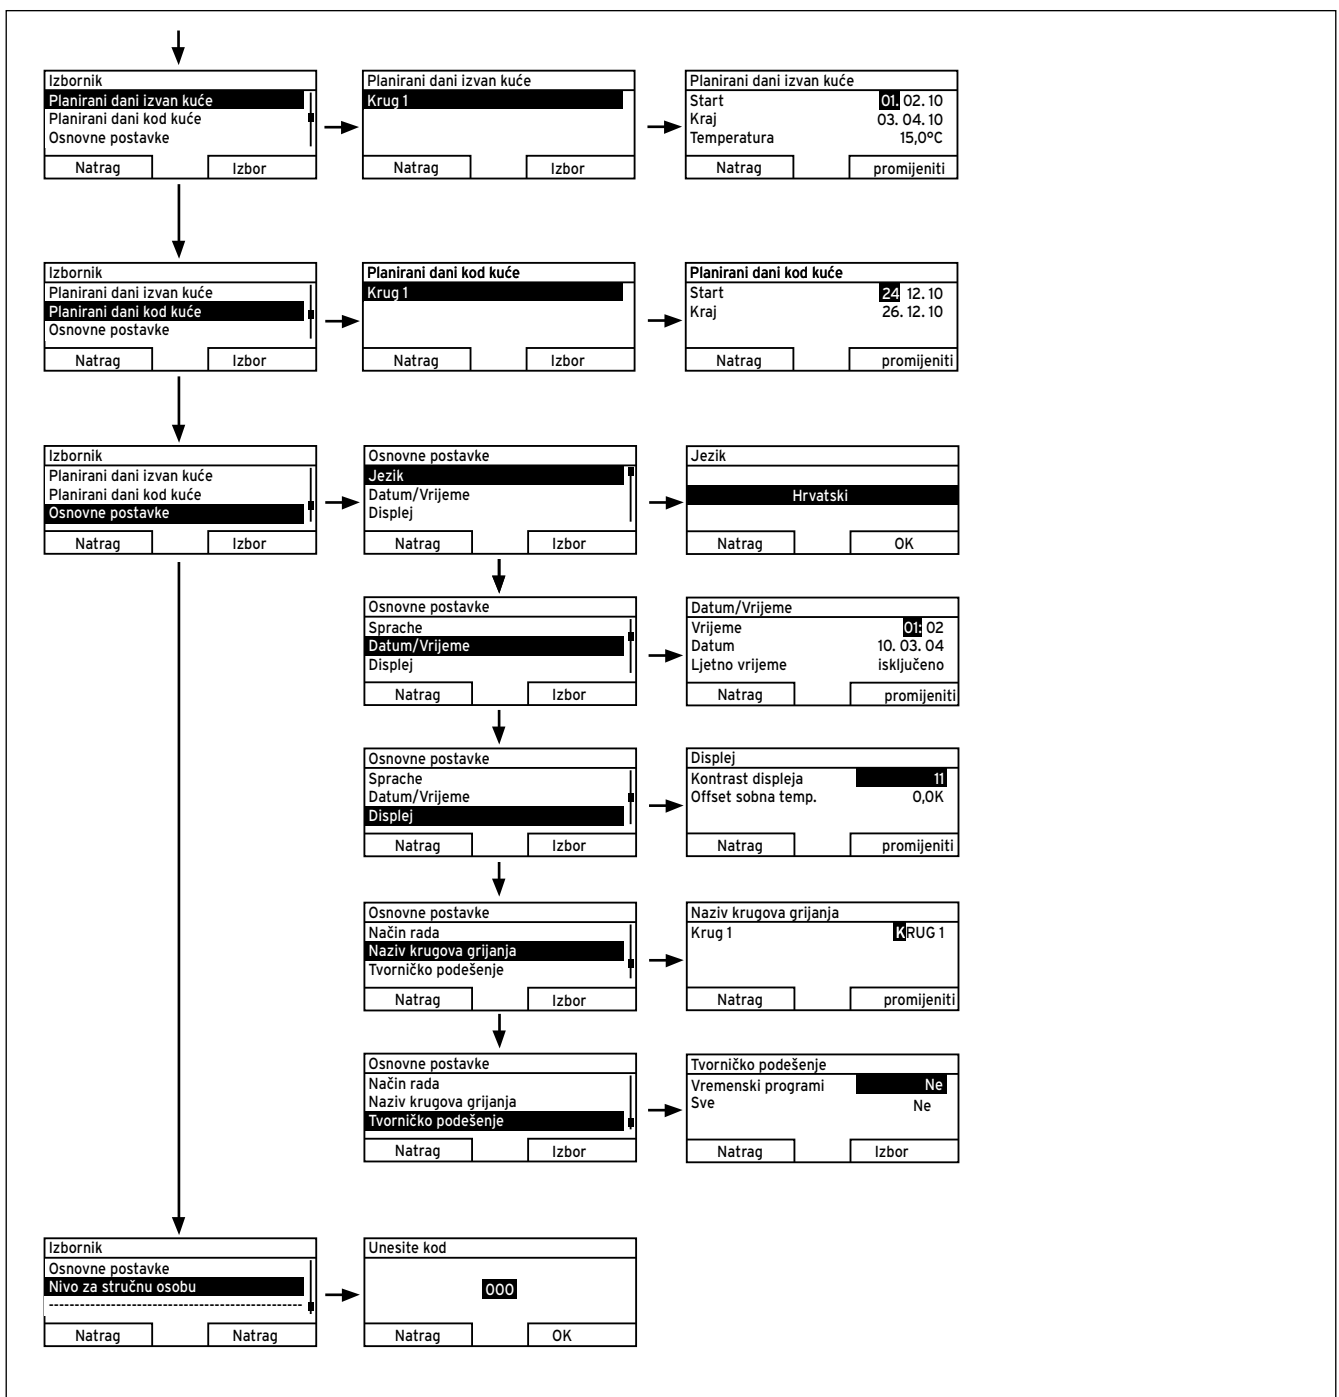 Izbornik
Planirani dani izvan kuće
Planirani dani kod kuće
Osnovne postavke
Natrag Izbor
Planirani dani izvan kuće
Krug 1
Natrag Izbor
Planirani dani izvan kuće
Start 01. 02. 10
Kraj 03. 04. 10
Temperatura 15,0°C
Natrag promijeniti
Izbornik
Planirani dani izvan kuće
Planirani dani kod kuće
Osnovne postavke
Natrag Izbor
Planirani dani kod kuće
Krug 1
Natrag Izbor
Planirani dani kod kuće
Start 24 12. 10
Kraj 26. 12. 10
Natrag promijeniti
Izbornik
Planirani dani izvan kuće
Planirani dani kod kuće
Osnovne postavke
Natrag Izbor
Osnovne postavke
Jezik
Datum/Vrijeme
Displej
Natrag Izbor
Jezik
Hrvatski
Natrag OK
Osnovne postavke
Sprache
Datum/Vrijeme
Displej
Natrag Izbor
Datum/Vrijeme
Vrijeme 01: 02
Datum 10. 03. 04
Ljetno vrijeme isključeno
Natrag promijeniti
Osnovne postavke
Sprache
Datum/Vrijeme
Displej
Natrag Izbor
Displej
Kontrast displeja 11
Offset sobna temp. 0,0K
Natrag promijeniti
Osnovne postavke
Način rada
Naziv krugova grijanja
Tvorničko podešenje
Natrag Izbor
Naziv krugova grijanja
Krug 1 KRUG 1
Natrag promijeniti
Osnovne postavke
Način rada
Naziv krugova grijanja
Tvorničko podešenje
Natrag Izbor
Tvorničko podešenje
Vremenski programi Ne
Sve Ne
Natrag Izbor
Izbornik
Osnovne postavke
Nivo za stručnu osobu
------------------------------------------------
Natrag Natrag
Unesite kod
000
Natrag OK